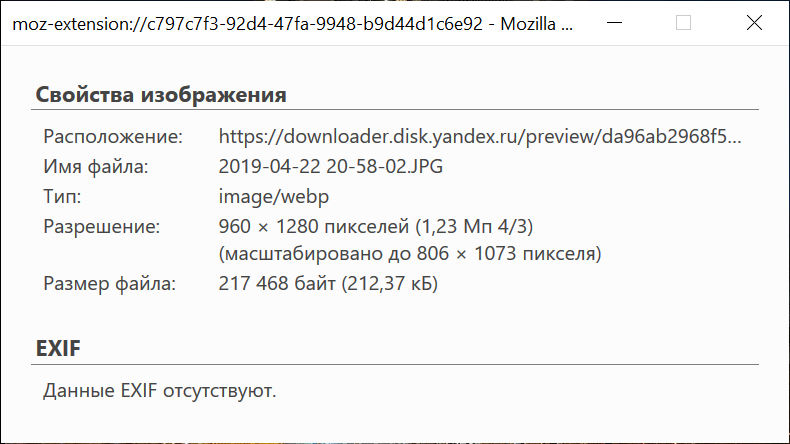 moz-extension://c797c7f3-92d4-47fa-9948-b9d44d1c6e92 - Mozilla ...
Свойства изображения
Расположение: https://downloader.disk.yandex.ru/preview/da96ab2968f5...
Имя файла: 2019-04-22 20-58-02.JPG
Тип: image/webp
Разрешение: 960 × 1280 пикселей (1,23 Мп 4/3)
(масштабировано до 806 × 1073 пикселя)
Размер файла: 217 468 байт (212,37 кБ)
EXIF
Данные EXIF отсутствуют.